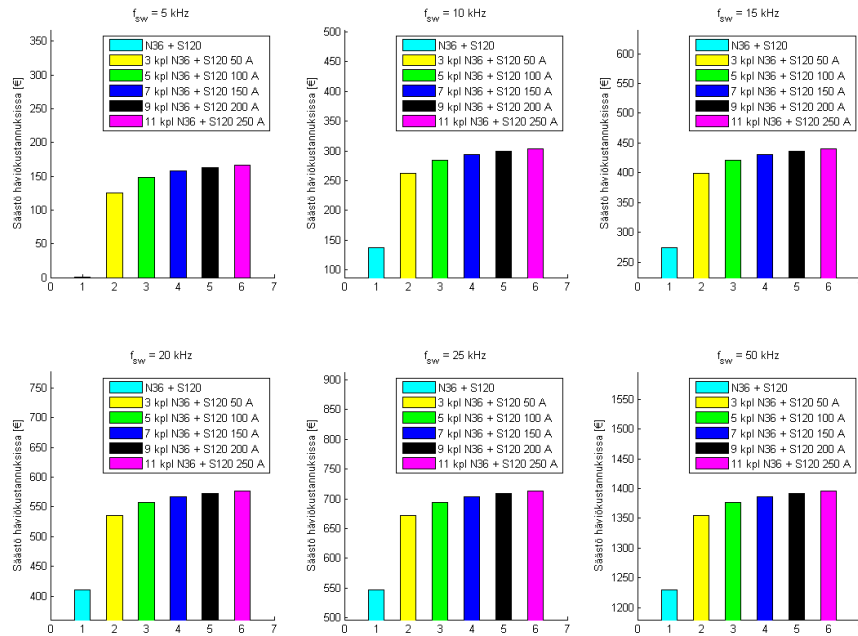 f_sw = 5 kHz
Säästö häviökustannuksissa [€]
350
300
250
200
150
100
50
0
N36 + S120
3 kpl N36 + S120 50 A
5 kpl N36 + S120 100 A
7 kpl N36 + S120 150 A
9 kpl N36 + S120 200 A
11 kpl N36 + S120 250 A
0 1 2 3 4 5 6 7
f_sw = 10 kHz
Säästö häviökustannuksissa [€]
500
450
400
350
300
250
200
150
100
N36 + S120
3 kpl N36 + S120 50 A
5 kpl N36 + S120 100 A
7 kpl N36 + S120 150 A
9 kpl N36 + S120 200 A
11 kpl N36 + S120 250 A
0 1 2 3 4 5 6 7
f_sw = 15 kHz
Säästö häviökustannuksissa [€]
600
550
500
450
400
350
300
250
N36 + S120
3 kpl N36 + S120 50 A
5 kpl N36 + S120 100 A
7 kpl N36 + S120 150 A
9 kpl N36 + S120 200 A
11 kpl N36 + S120 250 A
0 1 2 3 4 5 6
f_sw = 20 kHz
Säästö häviökustannuksissa [€]
750
700
650
600
550
500
450
400
N36 + S120
3 kpl N36 + S120 50 A
5 kpl N36 + S120 100 A
7 kpl N36 + S120 150 A
9 kpl N36 + S120 200 A
11 kpl N36 + S120 250 A
0 1 2 3 4 5 6 7
f_sw = 25 kHz
Säästö häviökustannuksissa [€]
900
850
800
750
700
650
600
550
500
N36 + S120
3 kpl N36 + S120 50 A
5 kpl N36 + S120 100 A
7 kpl N36 + S120 150 A
9 kpl N36 + S120 200 A
11 kpl N36 + S120 250 A
0 1 2 3 4 5 6 7
f_sw = 50 kHz
Säästö häviökustannuksissa [€]
1550
1500
1450
1400
1350
1300
1250
1200
N36 + S120
3 kpl N36 + S120 50 A
5 kpl N36 + S120 100 A
7 kpl N36 + S120 150 A
9 kpl N36 + S120 200 A
11 kpl N36 + S120 250 A
0 1 2 3 4 5 6